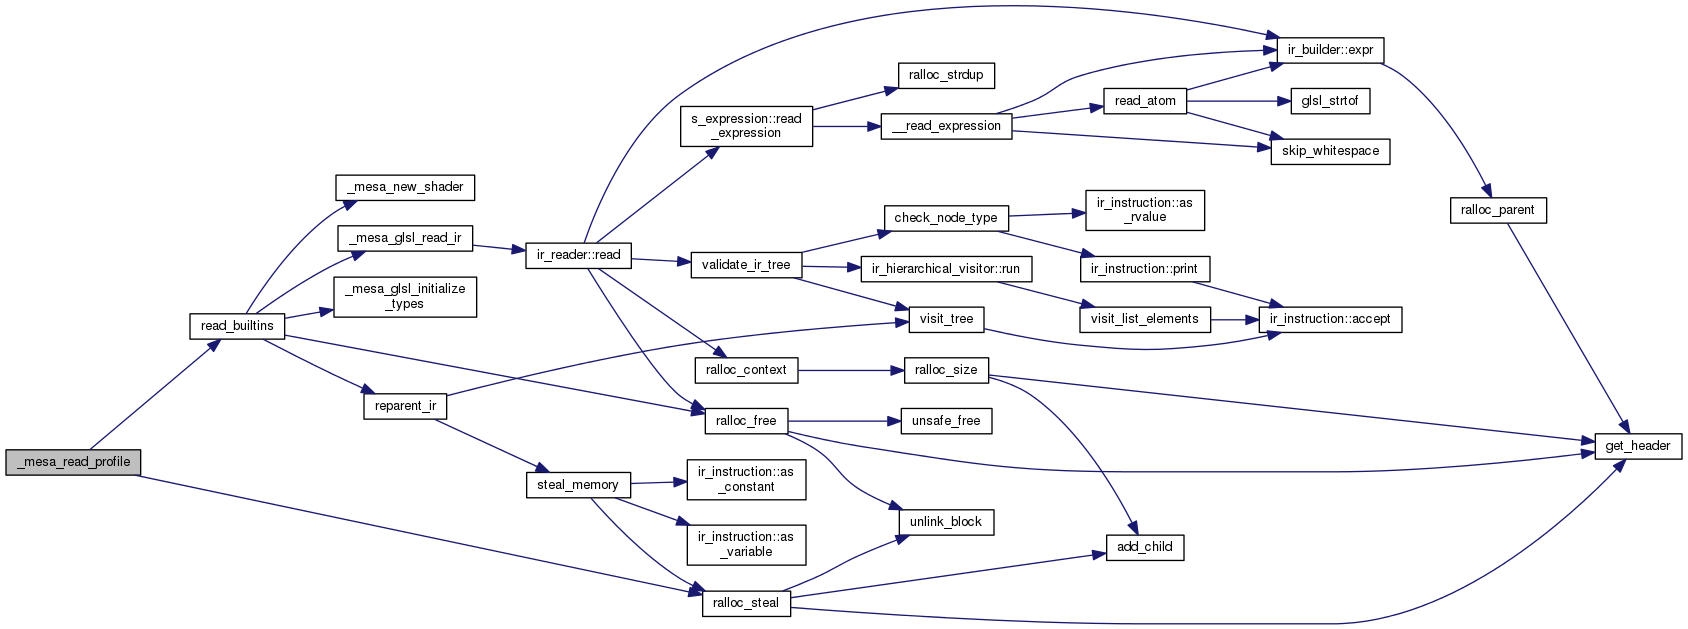 _mesa_read_profile
read_builtins
_mesa_new_shader
_mesa_glsl_read_ir
_mesa_glsl_initialize
_types
reparent_ir
ir_reader::read
steal_memory
s_expression::read
_expression
validate_ir_tree
ralloc_context
ralloc_free
ir_instruction::as
_constant
ir_instruction::as
_variable
ralloc_steal
ralloc_strdup
__read_expression
check_node_type
ir_hierarchical_visitor::run
visit_tree
ralloc_size
unsafe_free
unlink_block
read_atom
ir_instruction::as
_rvalue
ir_instruction::print
visit_list_elements
add_child
ir_builder::expr
glsl_strtof
skip_whitespace
ir_instruction::accept
ralloc_parent
get_header